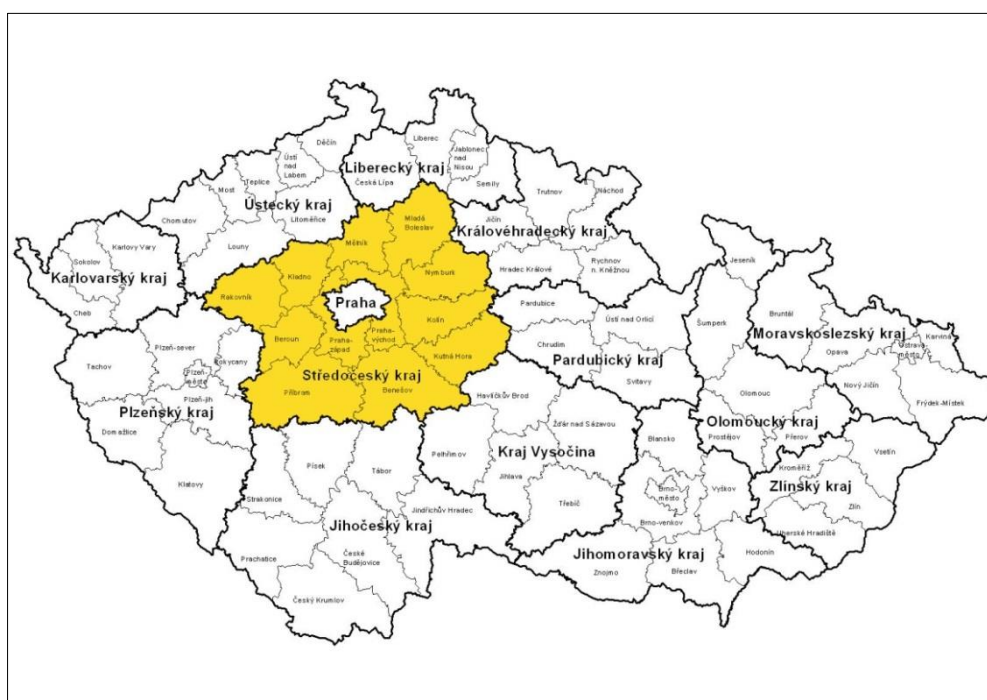 Děčín
Liberec
Ústí
nad
Labem
Jablonec
nad
Nisou
Teplice
Liberecký kraj
Most
Česká Lípa
Semily
Trutnov
Náchod
Ústecký kraj
Chomutov
Litoměřice
Mladá
Boleslav
Jičín
Královéhradecký kraj
Karlovy Vary
Louny
Mělník
Sokolov
Karlovarský kraj
Kladno
Nymburk
Hradec Králové
Rychnov
n. Kněžnou
Jeseník
Rakovník
Praha
Pardubice
Cheb
Kolín
Ústí nad Orlicí
Šumperk
Bruntál
Moravskoslezský kraj
Karviná
Ostrava-
město
Beroun
Praha-
západ
Praha-
východ
Chrudim
Opava
Plzeň-sever
Rokycany
Kutná Hora
Pardubický kraj
Tachov
Plzeň-
město
Středočeský kraj
Svitavy
Nový Jičín
Příbram
Benešov
Plzeň-jih
Havlíčkův Brod
Olomouc
Frýdek-Místek
Plzeňský kraj
Žďár nad Sázavou
Olomoucký kraj
Domažlice
Prostějov
Přerov
Blansko
Kraj Vysočina
Vsetín
Písek
Tábor
Pelhřimov
Kroměříž
Klatovy
Jihlava
Zlínský kraj
Strakonice
Brno-
město
Vyškov
Třebíč
Zlín
Jindřichův Hradec
Jihočeský kraj
Brno-venkov
Uherské Hradiště
Prachatice
České
Budějovice
Jihomoravský kraj
Hodonín
Znojmo
Břeclav
Český Krumlov